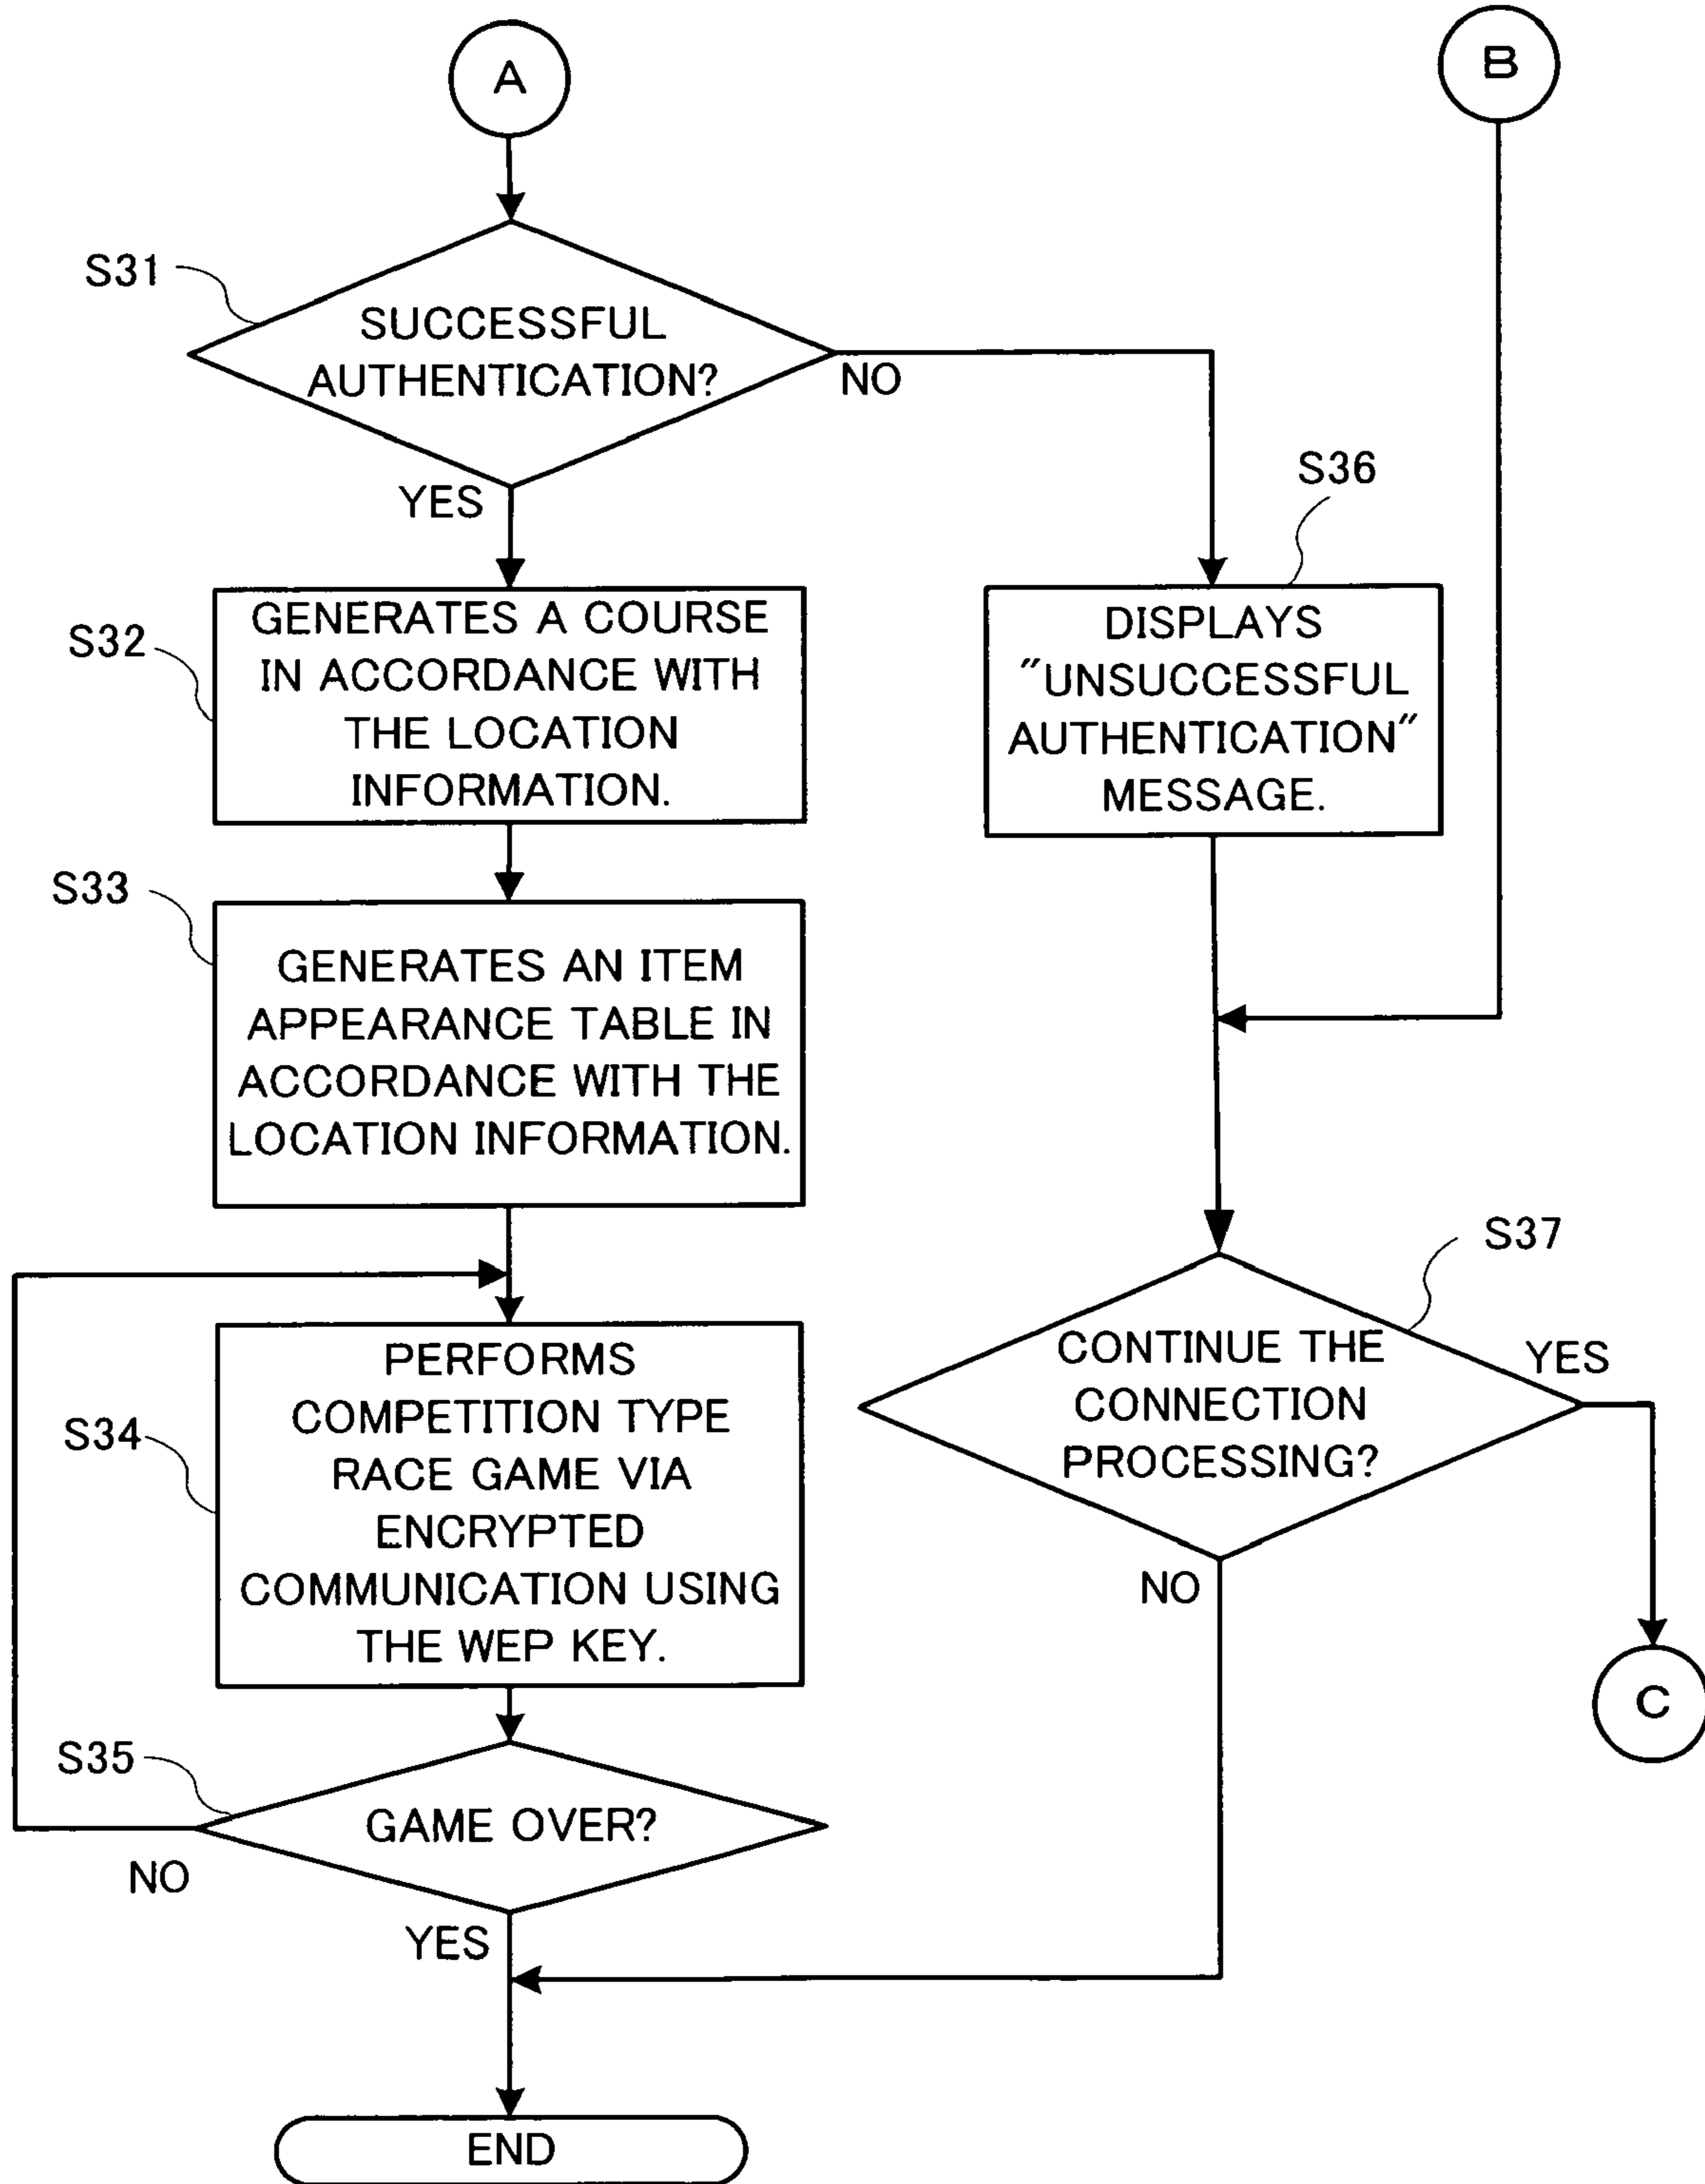 A
B
S31
SUCCESSFUL
AUTHENTICATION?
NO
YES
S32
GENERATES A COURSE
IN ACCORDANCE WITH
THE LOCATION
INFORMATION.
S36
DISPLAYS
"UNSUCCESSFUL
AUTHENTICATION"
MESSAGE.
S33
GENERATES AN ITEM
APPEARANCE TABLE IN
ACCORDANCE WITH THE
LOCATION INFORMATION.
S34
PERFORMS
COMPETITION TYPE
RACE GAME VIA
ENCRYPTED
COMMUNICATION USING
THE WEP KEY.
S37
CONTINUE THE
CONNECTION
PROCESSING?
YES
NO
C
S35
GAME OVER?
NO
YES
END